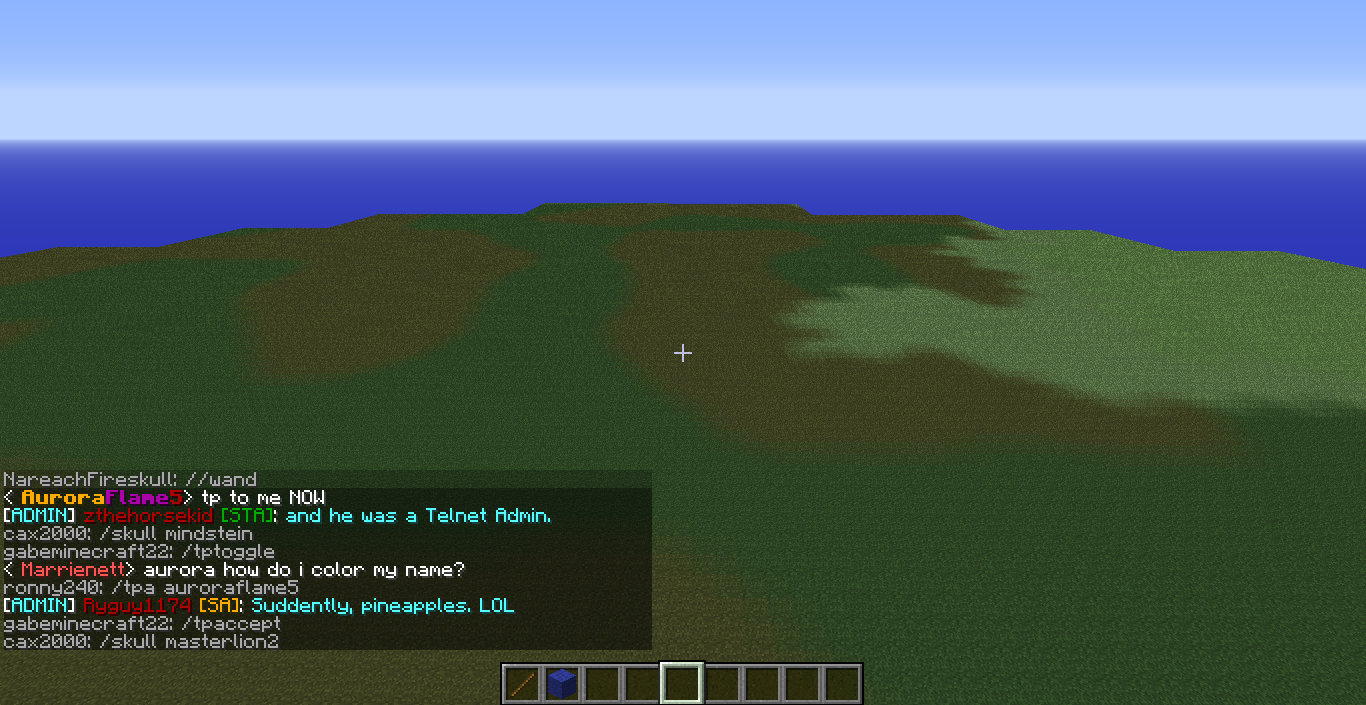 NareachFireskull: //wand
< AuroraFlame5> tp to me NOW
[ADMIN] zthehorsekid [STA]: and he was a Telnet Admin.
cax2000: /skull mindstein
gabeminecraft22: /tptoggle
< Marrienett> aurora how do i color my name?
ronny240: /tpa auroraflame5
[ADMIN] Ryguy1174 [SA]: Suddently, pineapples. LOL
gabeminecraft22: /tpaccept
cax2000: /skull masterlion2